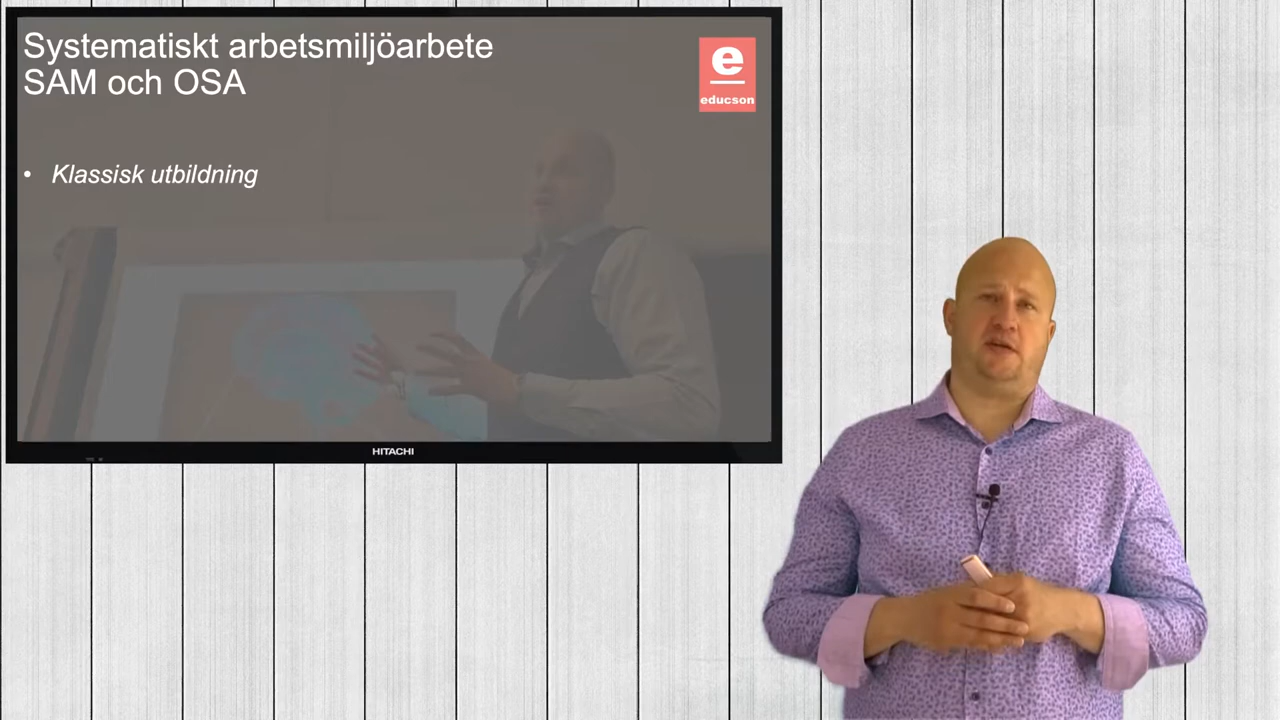 Systematiskt arbetsmiljöarbete
SAM och OSA
e
educson
• Klassisk utbildning
HITACHI